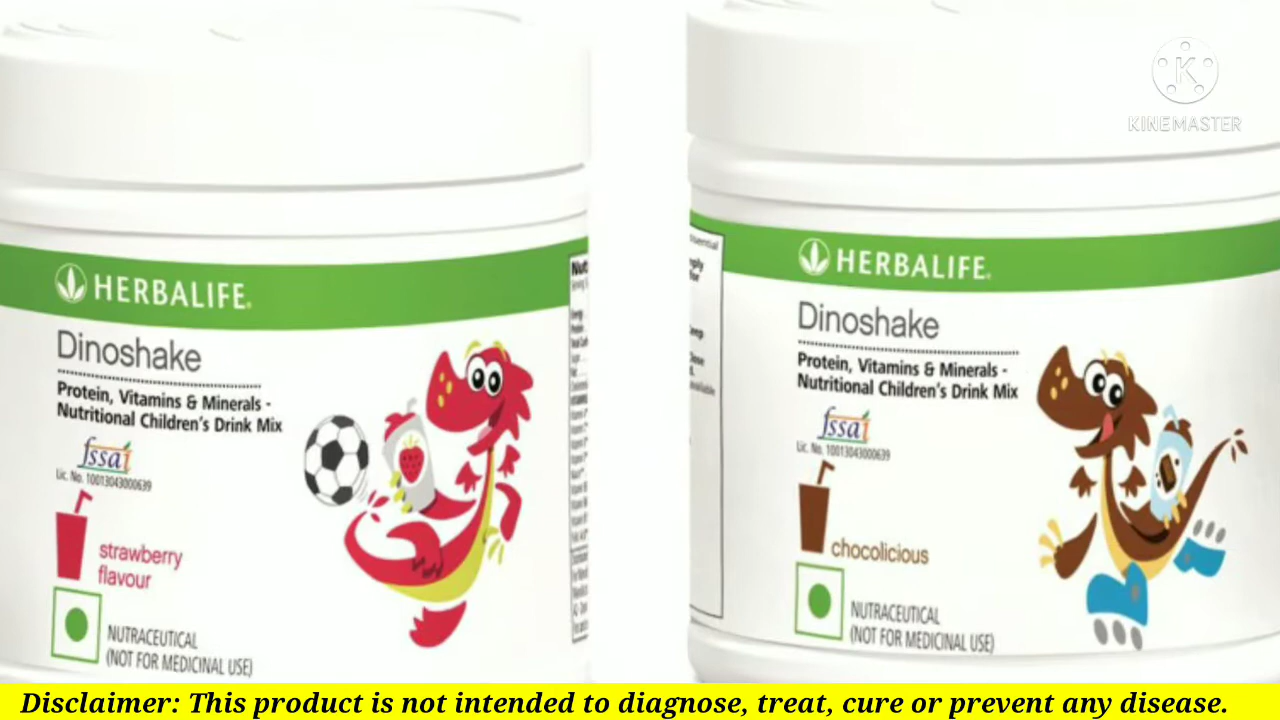 HERBALIFE
Dinoshake
Protein, Vitamins & Minerals -
Nutritional Children's Drink Mix
fssai
Lic. No. 10013043000639
strawberry
flavour
NUTRACEUTICAL
(NOT FOR MEDICINAL USE)
K
KINEMASTER
HERBALIFE
Dinoshake
Protein, Vitamins & Minerals -
Nutritional Children's Drink Mix
fssai
Lic. No. 10013043000639
chocolicious
NUTRACEUTICAL
(NOT FOR MEDICINAL USE)
Disclaimer: This product is not intended to diagnose, treat, cure or prevent any disease.